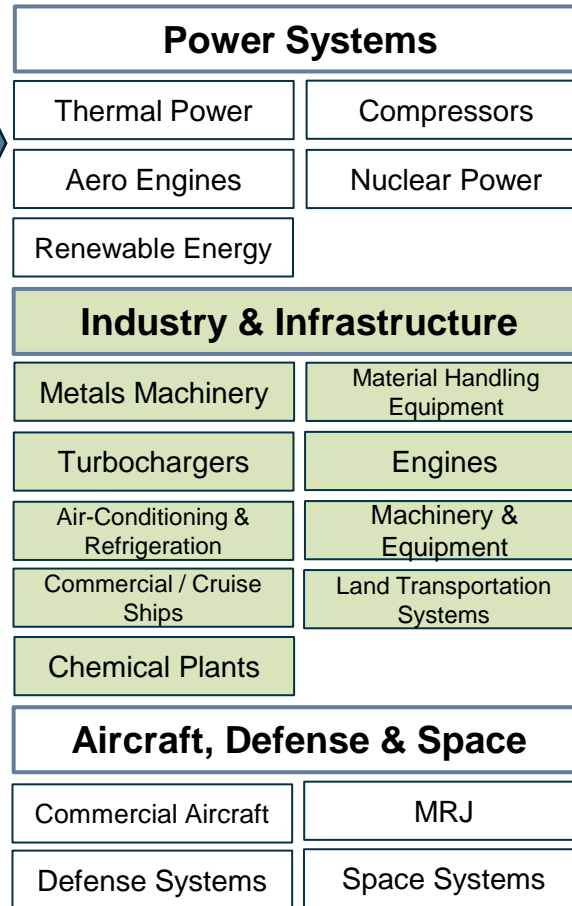 Power Systems
Thermal Power
Compressors
Aero Engines
Nuclear Power
Renewable Energy
Industry & Infrastructure
Metals Machinery
Material Handling
Equipment
Turbochargers
Engines
Air-Conditioning &
Refrigeration
Machinery &
Equipment
Commercial / Cruise
Ships
Land Transportation
Systems
Chemical Plants
Aircraft, Defense & Space
Commercial Aircraft
MRJ
Defense Systems
Space Systems